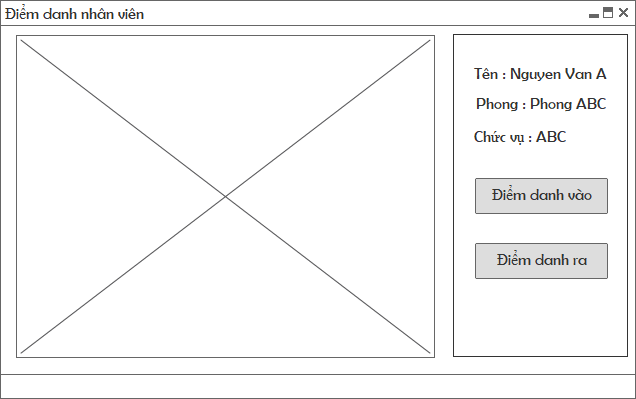 Điểm danh nhân viên
Tên : Nguyen Van A
Phong : Phong ABC
Chức vụ : ABC
Điểm danh vào
Điểm danh ra